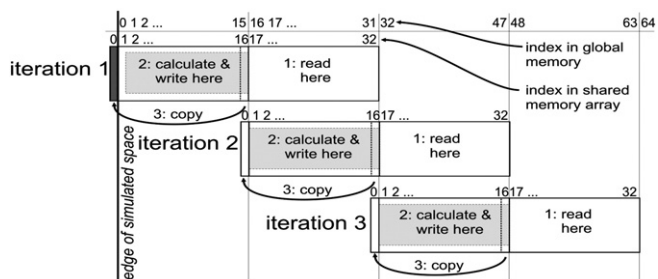 0 1 2 ... 15 16 17 ... 31 32 47 48 63 64
0 1 2 ... 16 17 ... 32
index in global
memory
iteration 1
2: calculate &
write here
1: read
here
index in shared
memory array
3: copy
0 1 2 ... 16 17 ... 32
iteration 2
2: calculate &
write here
1: read
here
3: copy
0 1 2 ... 16 17 ... 32
iteration 3
2: calculate &
write here
1: read
here
3: copy
edge of simulated space